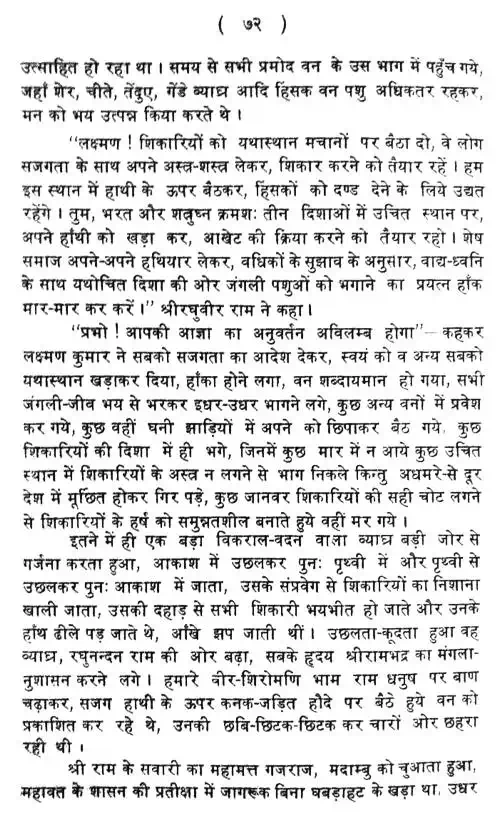 ( ७२ )
उत्साहित हो रहा था । समय से सभी प्रमोद वन के उस भाग में पहुँच गये,
जहाँ शेर, चीते, तेंदुए, गेंडे ब्याघ्र आदि हिंसक वन पशु अधिकतर रहकर,
मन को भय उत्पन्न किया करते थे ।
"लक्ष्मण ! शिकारियों को यथास्थान मचानों पर बैठा दो, वे लोग
सजगता के साथ अपने अस्त्र-शस्त्र लेकर, शिकार करने को तैयार रहें । हम
इस स्थान में हाथी के ऊपर बैठकर, हिंसकों को दण्ड देने के लिये उद्यत
रहेंगे । तुम, भरत और शत्रुघ्न क्रमशः तीन दिशाओं में उचित स्थान पर,
अपने हाँथी को खड़ा कर, आखेट की क्रिया करने को तैयार रहो । शेष
समाज अपने-अपने हथियार लेकर, वधिकों के सुझाव के अनुसार, वाद्य-ध्वनि
के साथ यथोचित दिशा की ओर जंगली पशुओं को भगाने का प्रयत्न हाँक
मार-मार कर करें ।" श्रीरघुवीर राम ने कहा ।
"प्रभो ! आपकी आज्ञा का अनुवर्तन अविलम्ब होगा"— कहकर
लक्ष्मण कुमार ने सबको सजगता का आदेश देकर, स्वयं को व अन्य सबको
यथास्थान खड़ाकर दिया, हाँका होने लगा, वन शब्दायमान हो गया, सभी
जंगली-जीव भय से भरकर इधर-उधर भागने लगे, कुछ अन्य वनों में प्रवेश
कर गये, कुछ वहीं घनी झाड़ियों में अपने को छिपाकर बैठ गये, कुछ
शिकारियों की दिशा में ही भगे, जिनमें कुछ मार में न आये कुछ उचित
स्थान में शिकारियों के अस्त्र न लगने से भाग निकले किन्तु अधमरे-से दूर
देश में मूर्छित होकर गिर पड़े, कुछ जानवर शिकारियों की सही चोट लगने
से शिकारियों के हर्ष को समुन्नतशील बनाते हुये वहीं मर गये ।
इतने में ही एक बड़ा विकराल-वदन वाला व्याघ्र बड़ी जोर से
गर्जना करता हुआ, आकाश में उछलकर पुनः पृथ्वी में और पृथ्वी से
उछलकर पुनः आकाश में जाता, उसके संप्रवेग से शिकारियों का निशाना
खाली जाता, उसकी दहाड़ से सभी शिकारी भयभीत हो जाते और उनके
हाँथ ढीले पड़ जाते थे, आँखे झप जाती थीं । उछलता-कूदता हुआ वह
व्याघ्र, रघुनन्दन राम की ओर बढ़ा, सबके हृदय श्रीरामभद्र का मंगला-
नुशासन करने लगे । हमारे वीर-शिरोमणि भाम राम धनुष पर बाण
चढ़ाकर, सजग हाथी के ऊपर कनक-जड़ित हौदे पर बैठे हुये वन को
प्रकाशित कर रहे थे, उनकी छबि-छिटक-छिटक कर चारों ओर छहरा
रही थी ।
श्री राम के सवारी का महामत्त गजराज, मदाम्बु को चुआता हुआ,
महावत के शासन की प्रतीक्षा में जागरूक बिना घबड़ाहट के खड़ा था, उधर